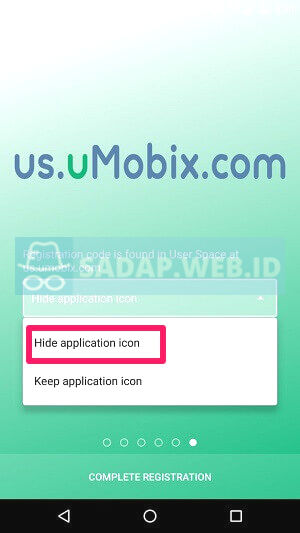 us.uMobix.com
Registration code is found in User Space at
us.umobix.com
SADAP.WEB.ID
Hide application icon
Hide application icon
Keep application icon
COMPLETE REGISTRATION